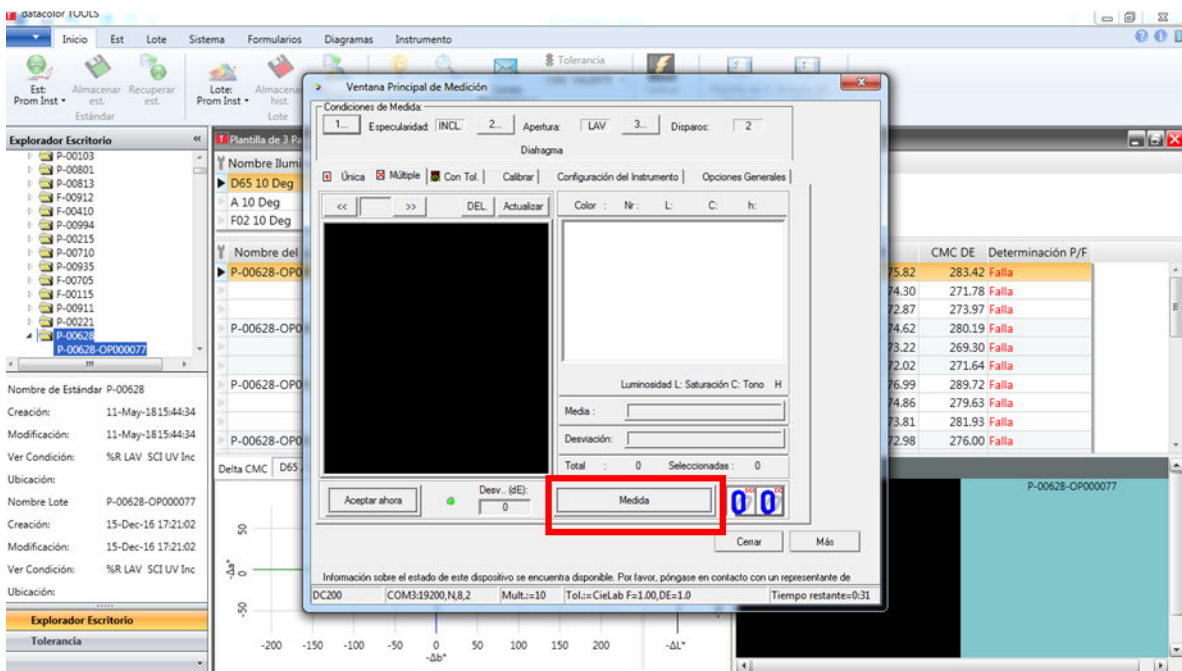 datacolor TOOLS
Inicio Est Lote Sistema Formularios Diagramas Instrumento
Tolerancia
Est: Almacenar Recuperar Lote: Almacenar
Prom Inst est. est. Prom Inst hist.
Estándar Lote
Explorador Escritorio
P-00103
P-00801
P-00813
F-00912
F-00410
P-00994
P-00215
P-00710
P-00935
F-00705
F-00115
P-00911
P-00221
P-00628
P-00628-OP000077
Nombre de Estándar P-00628
Creación: 11-May-1815:44:34
Modificación: 11-May-1815:44:34
Ver Condición: %R LAV SCI UV Inc
Ubicación:
Nombre Lote P-00628-OP000077
Creación: 15-Dec-16 17:21:02
Modificación: 15-Dec-16 17:21:02
Ver Condición: %R LAV SCI UV Inc
Ubicación:
Explorador Escritorio
Tolerancia
Plantilla de 3 Pa
Nombre Ilumi
D65 10 Deg
A 10 Deg
F02 10 Deg
Nombre del
P-00628-OP0
P-00628-OP0
P-00628-OP0
P-00628-OP0
Delta CMC D65
Ventana Principal de Medición
Condiciones de Medida:
1... Especularidad: INCL. 2... Apertura: LAV 3... Disparos: 2
Diafragma
Única Múltiple Con Tol. Calibrar Configuración del Instrumento Opciones Generales
<< >> DEL. Actualizar Color : Nr : L: C: h:
Luminosidad L: Saturación C: Tono H
Media :
Desviación:
Total : 0 Seleccionadas : 0
Aceptar ahora Desv.. (dE): 0 Medida 0 0
Cerrar Más
Información sobre el estado de este dispositivo se encuentra disponible. Por favor, póngase en contacto con un representante de
DC200 COM3:19200,N,8,2 Mult.:=10 Tol.:= CieLab F=1.00,DE=1.0 Tiempo restante=0:31
CMC DE Determinación P/F
75.82 283.42 Falla
74.30 271.78 Falla
72.87 273.97 Falla
74.62 280.19 Falla
73.22 269.30 Falla
72.02 271.64 Falla
76.99 289.72 Falla
74.86 279.63 Falla
73.81 281.93 Falla
72.98 276.00 Falla
P-00628-OP000077
50
0
50
-Δa*
-200 -150 -100 -50 0 50 100 150 200 -ΔL*
-Δb*